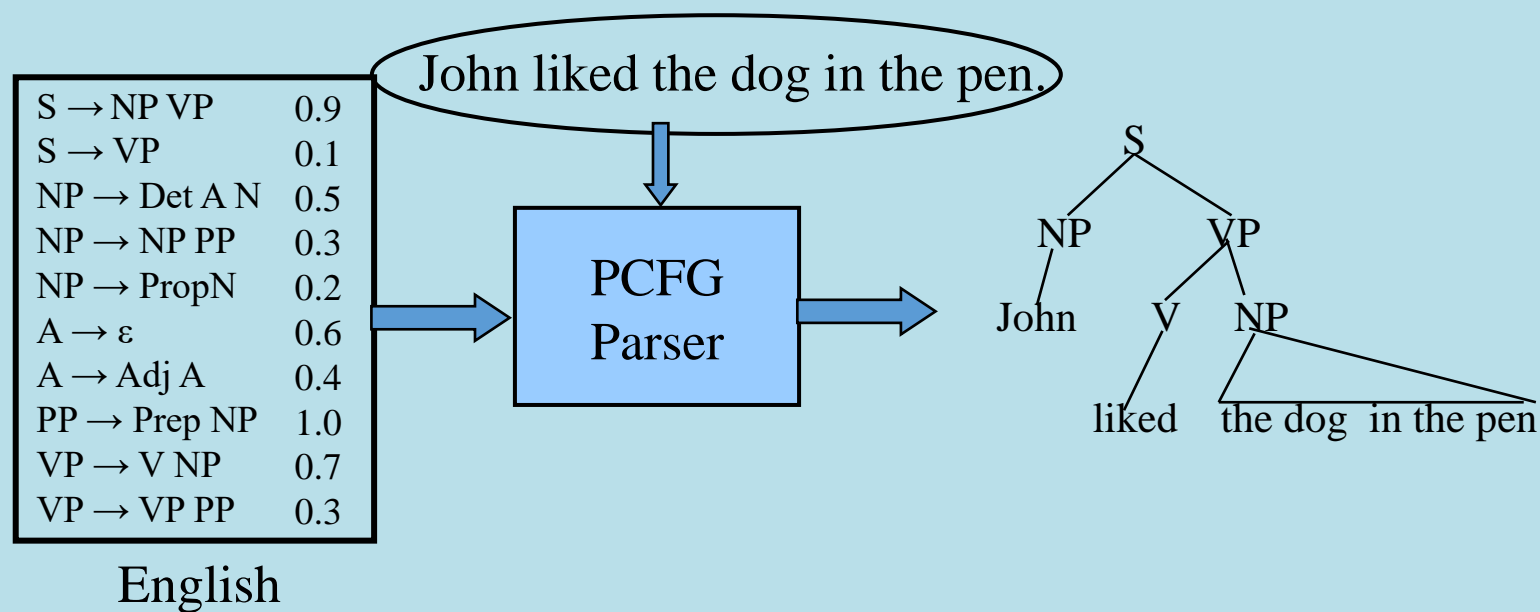 John liked the dog in the pen.
S → NP VP 0.9
S → VP 0.1
NP → Det A N 0.5
NP → NP PP 0.3
NP → PropN 0.2
A → ε 0.6
A → Adj A 0.4
PP → Prep NP 1.0
VP → V NP 0.7
VP → VP PP 0.3
English
PCFG
Parser
S
NP VP
John V NP
liked the dog in the pen